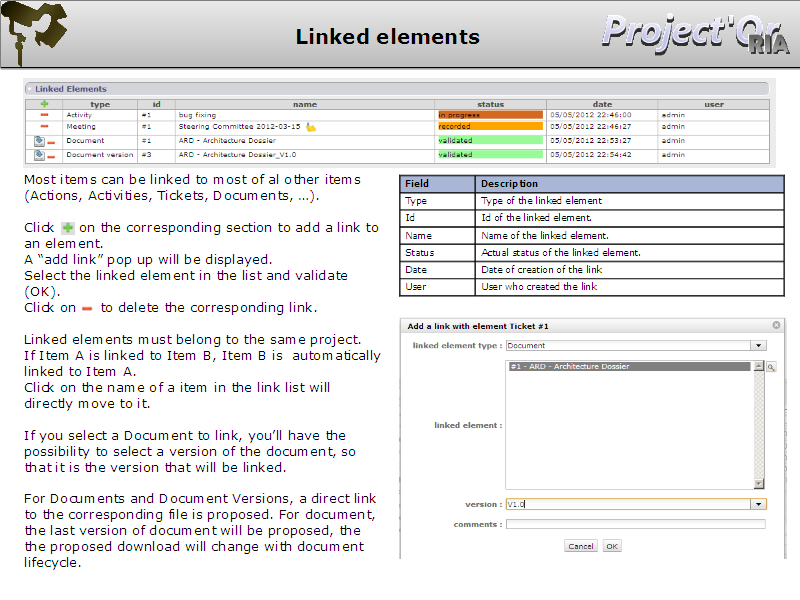 Linked elements
Project'Or
RIA
Linked Elements
type id name status date user
Activity #1 bug fixing in progress 05/05/2012 22:46:00 admin
Meeting #1 Steering Committee 2012-03-15 recorded 05/05/2012 22:46:27 admin
Document #1 ARD - Architecture Dossier validated 05/05/2012 22:53:27 admin
Document version #3 ARD - Architecture Dossier_V1.0 validated 05/05/2012 22:54:42 admin
Most items can be linked to most of al other items
(Actions, Activities, Tickets, Documents, …).
Click on the corresponding section to add a link to
an element.
A “add link” pop up will be displayed.
Select the linked element in the list and validate
(OK).
Click on to delete the corresponding link.
Linked elements must belong to the same project.
If Item A is linked to Item B, Item B is automatically
linked to Item A.
Click on the name of a item in the link list will
directly move to it.
If you select a Document to link, you’ll have the
possibility to select a version of the document, so
that it is the version that will be linked.
For Documents and Document Versions, a direct link
to the corresponding file is proposed. For document,
the last version of document will be proposed, the
the proposed download will change with document
lifecycle.
Field Description
Type Type of the linked element
Id Id of the linked element.
Name Name of the linked element.
Status Actual status of the linked element.
Date Date of creation of the link
User User who created the link
Add a link with element Ticket #1
linked element type : Document
#1 - ARD - Architecture Dossier
linked element :
version : V1.0
comments :
Cancel OK